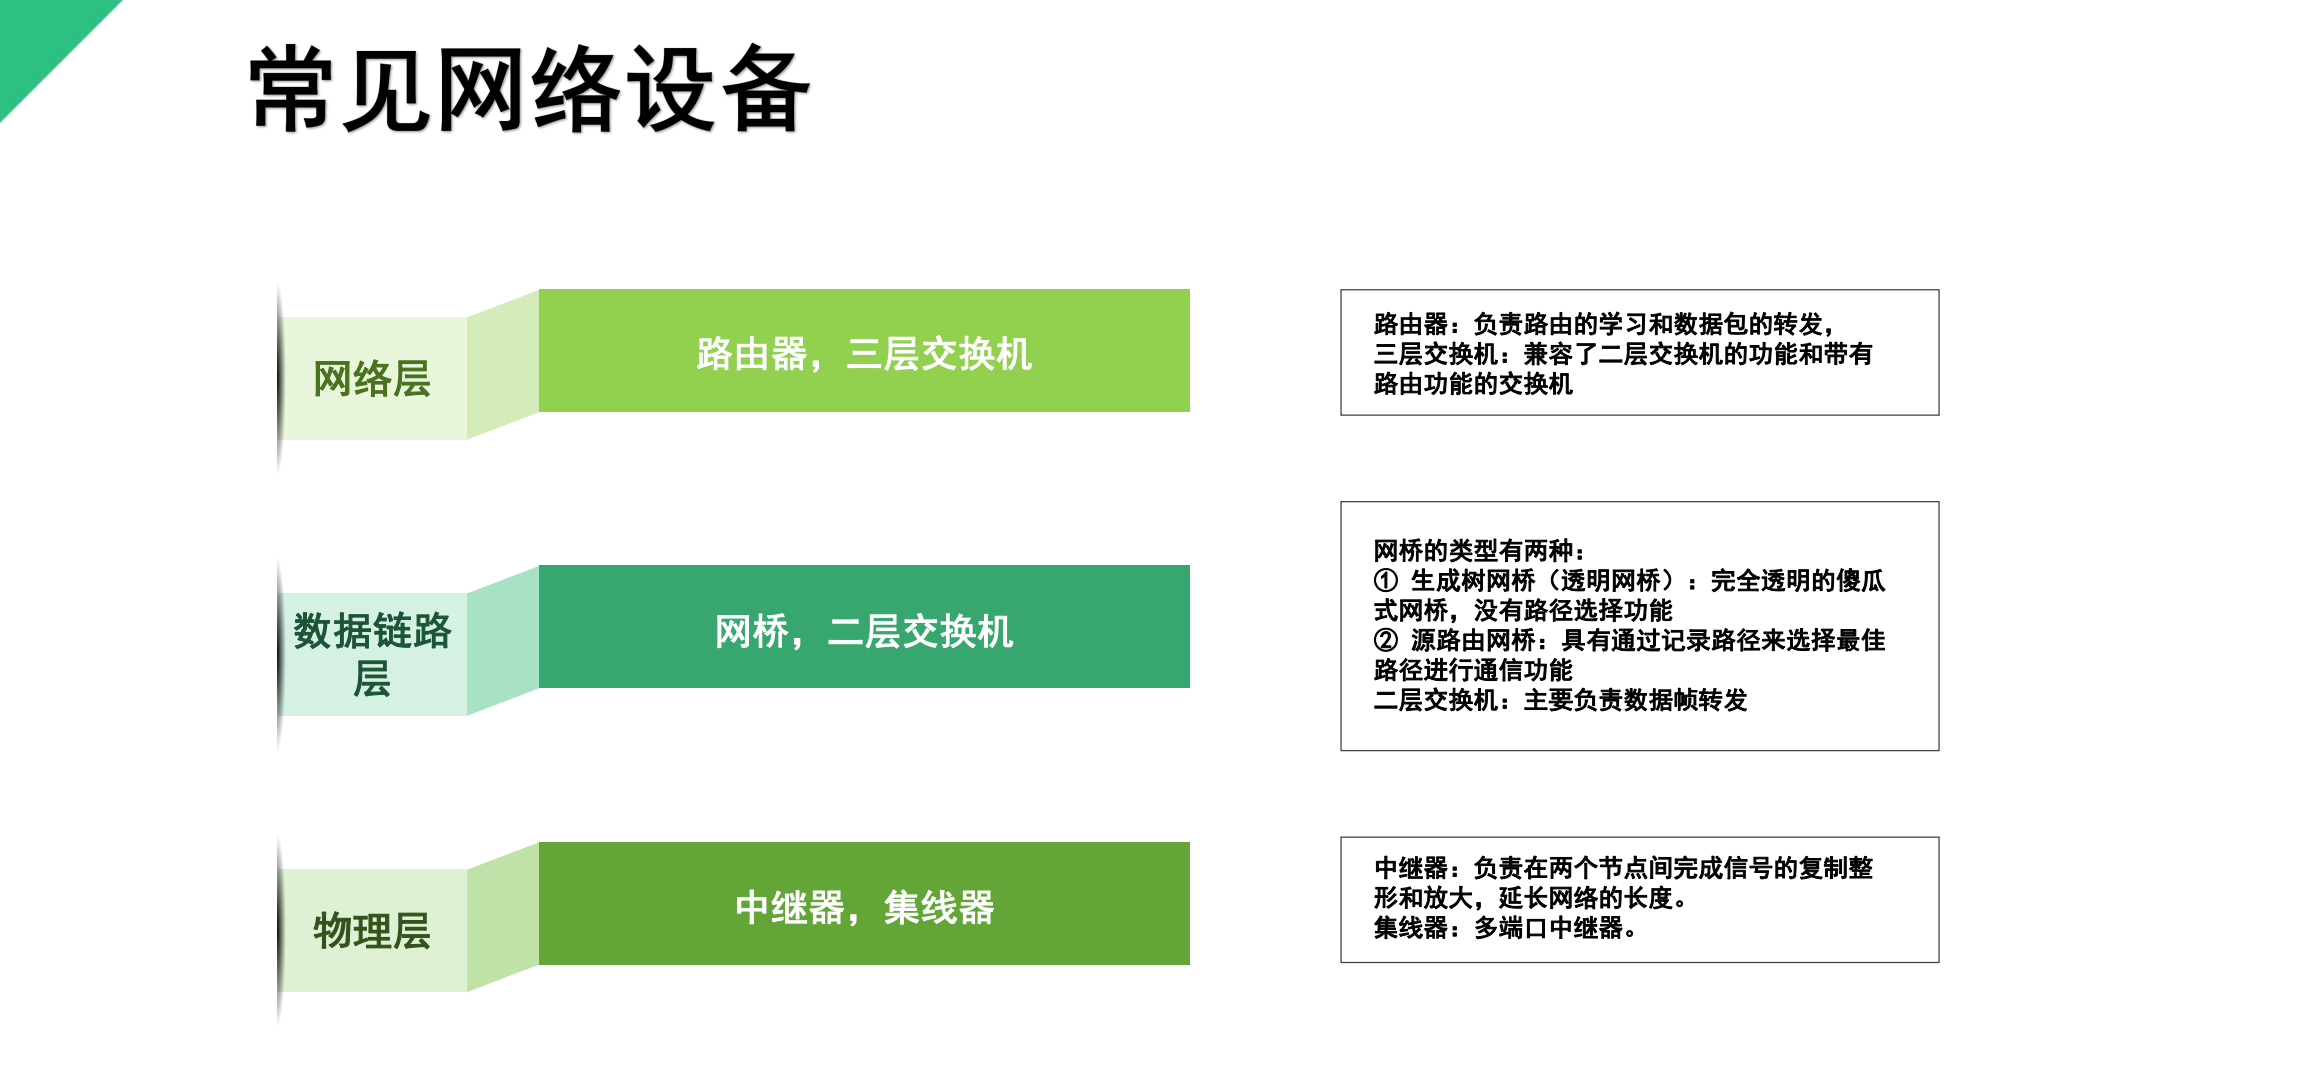 常见网络设备
网络层
路由器，三层交换机
路由器：负责路由的学习和数据包的转发，
三层交换机：兼容了二层交换机的功能和带有
路由功能的交换机
数据链路
层
网桥，二层交换机
网桥的类型有两种：
① 生成树网桥（透明网桥）：完全透明的傻瓜
式网桥，没有路径选择功能
② 源路由网桥：具有通过记录路径来选择最佳
路径进行通信功能
二层交换机：主要负责数据帧转发
物理层
中继器，集线器
中继器：负责在两个节点间完成信号的复制整
形和放大，延长网络的长度。
集线器：多端口中继器。